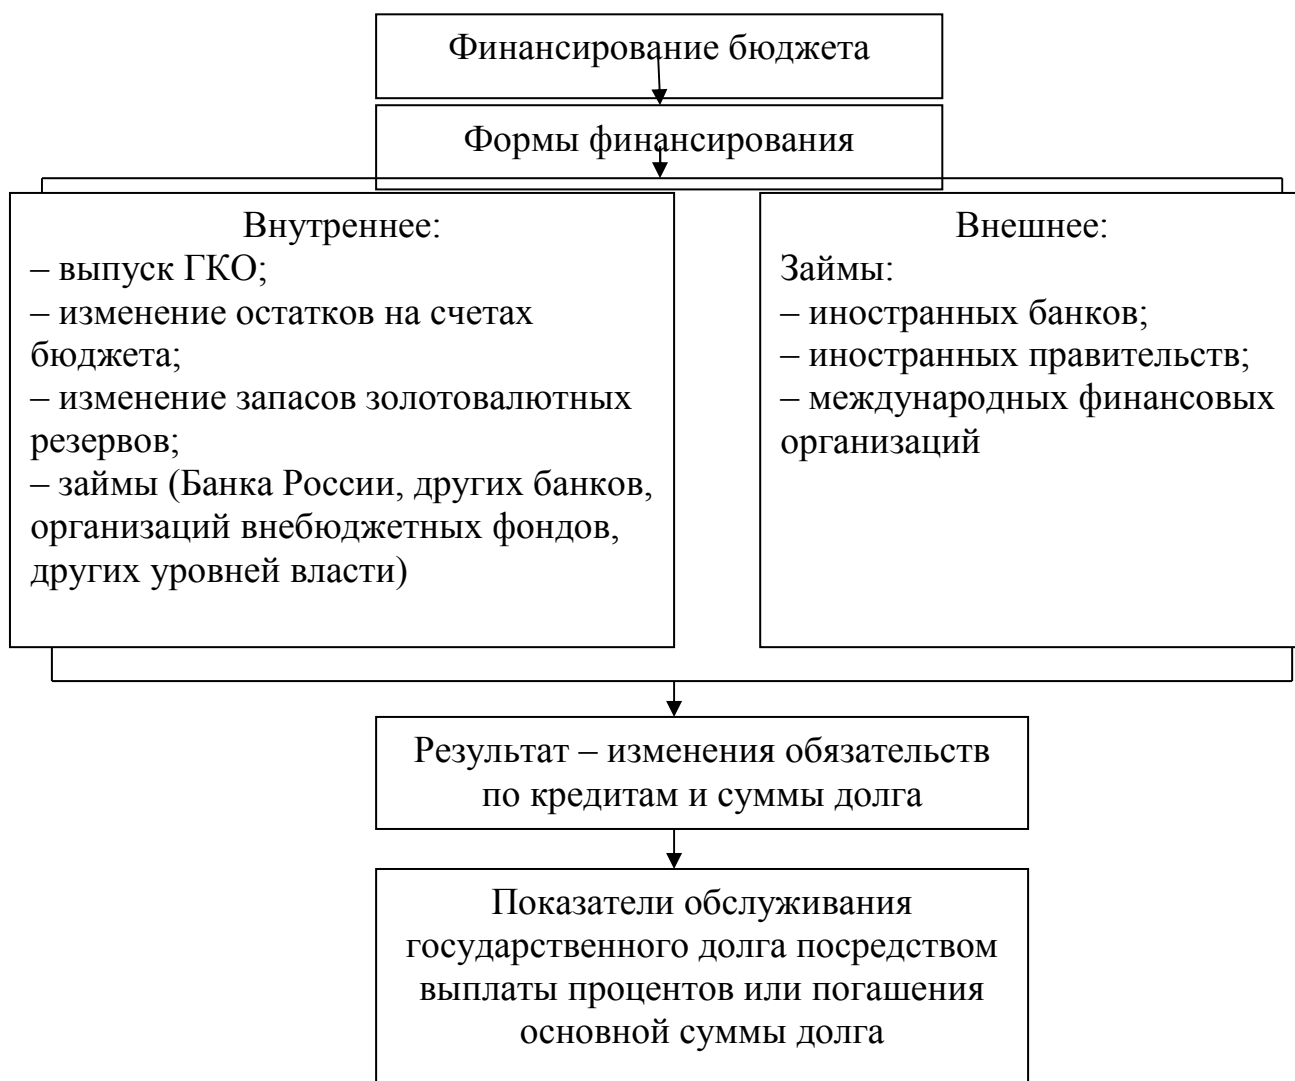 Финансирование бюджета
Формы финансирования
Внутреннее:
– выпуск ГКО;
– изменение остатков на счетах
бюджета;
– изменение запасов золотовалютных
резервов;
– займы (Банка России, других банков,
организаций внебюджетных фондов,
других уровней власти)
Внешнее:
Займы:
– иностранных банков;
– иностранных правительств;
– международных финансовых
организаций
Результат – изменения обязательств
по кредитам и суммы долга
Показатели обслуживания
государственного долга посредством
выплаты процентов или погашения
основной суммы долга